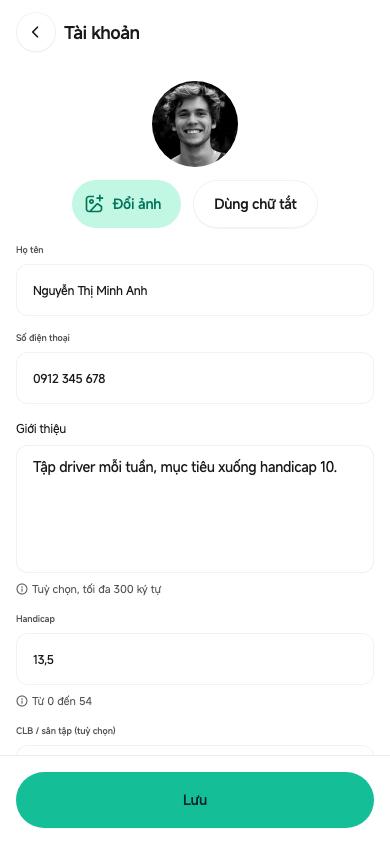 Tài khoản
Đổi ảnh
Dùng chữ tắt
Họ tên
Nguyễn Thị Minh Anh
Số điện thoại
0912 345 678
Giới thiệu
Tập driver mỗi tuần, mục tiêu xuống handicap 10.
Tuỳ chọn, tối đa 300 ký tự
Handicap
13,5
Từ 0 đến 54
CLB / sân tập (tuỳ chọn)
Lưu